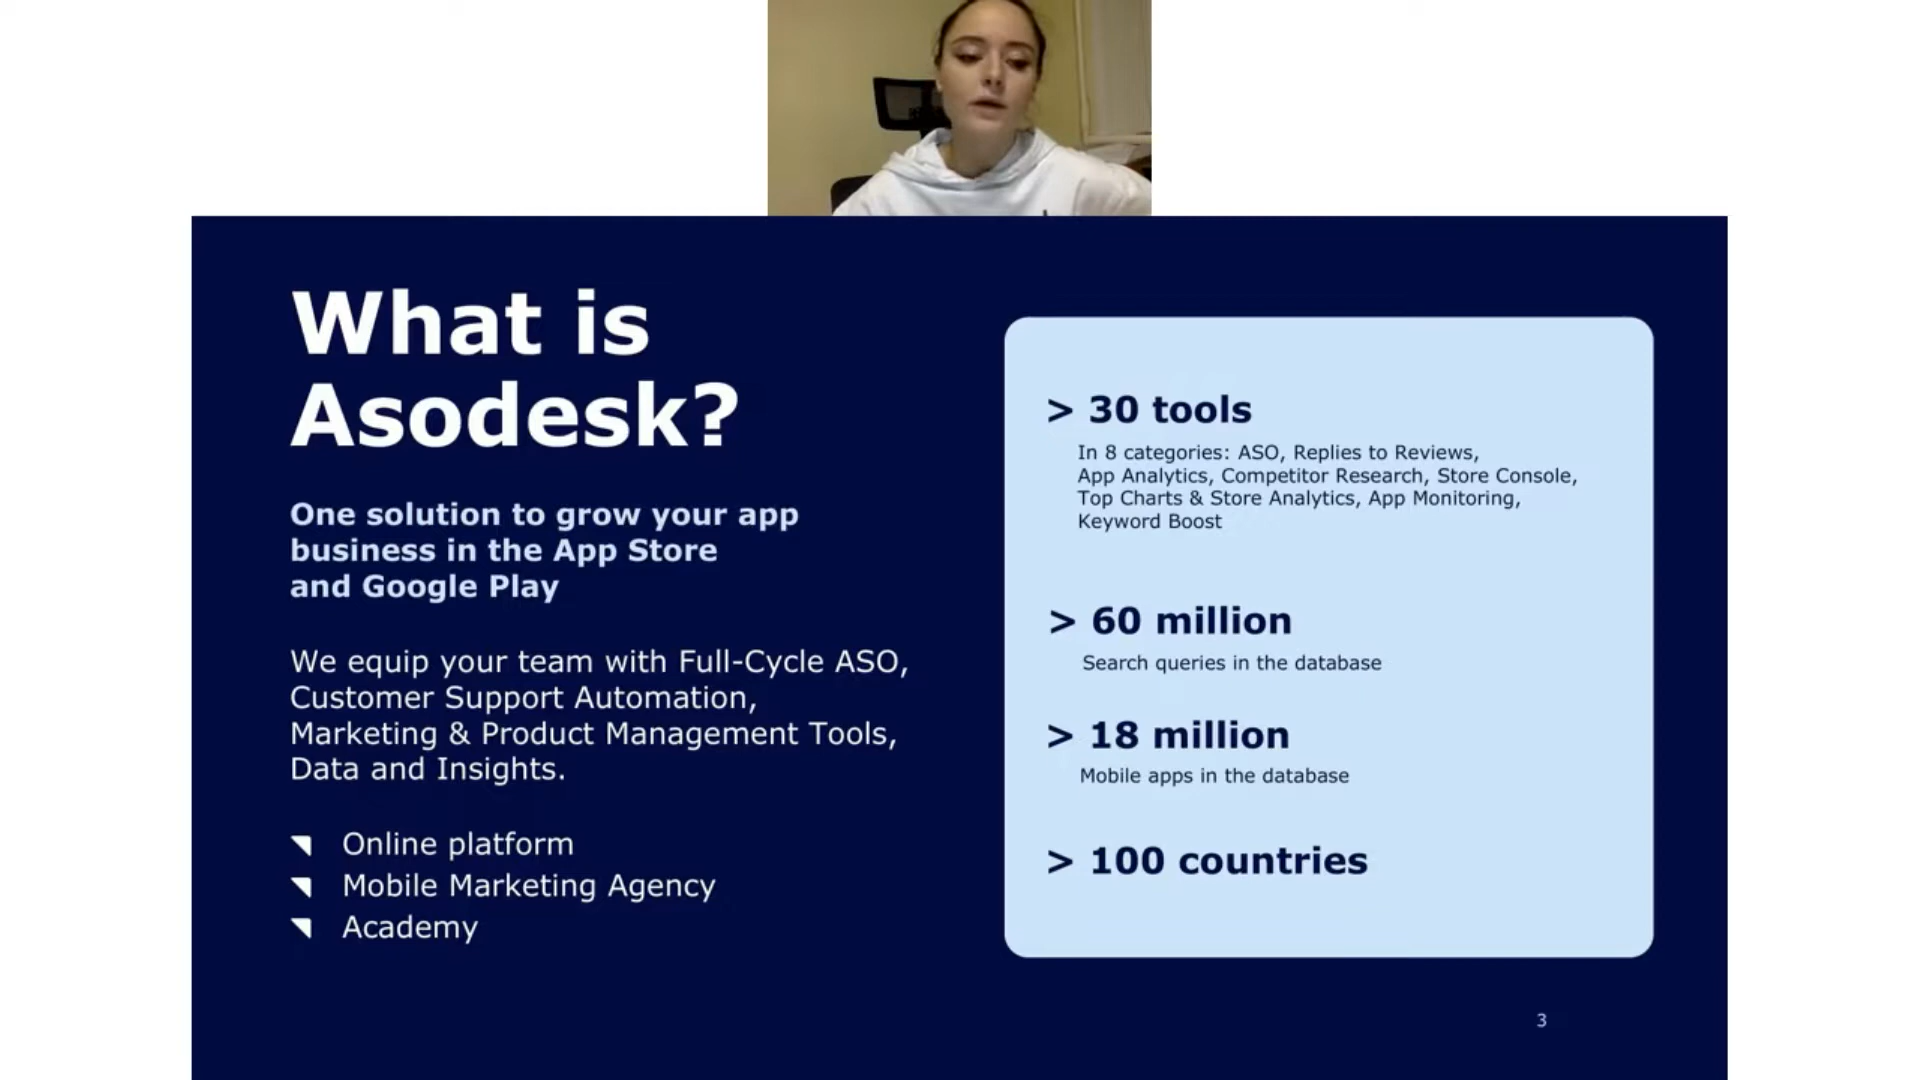 What is
Asodesk?
One solution to grow your app
business in the App Store
and Google Play
We equip your team with Full-Cycle ASO,
Customer Support Automation,
Marketing & Product Management Tools,
Data and Insights.
Online platform
Mobile Marketing Agency
Academy
> 30 tools
In 8 categories: ASO, Replies to Reviews,
App Analytics, Competitor Research, Store Console,
Top Charts & Store Analytics, App Monitoring,
Keyword Boost
> 60 million
Search queries in the database
> 18 million
Mobile apps in the database
> 100 countries
3